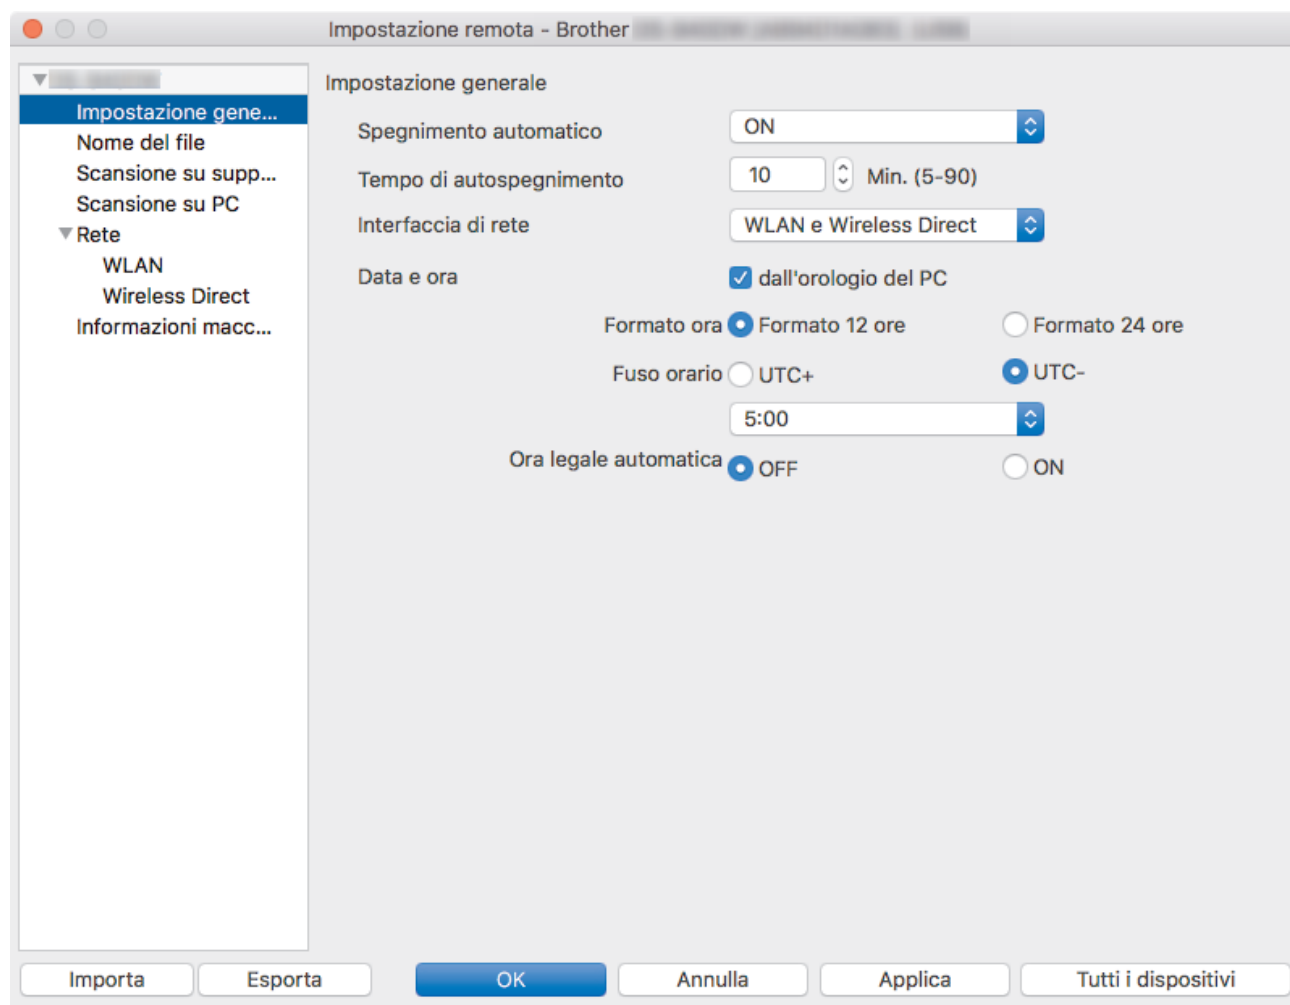 Impostazione remota - Brother
Impostazione gene...
Nome del file
Scansione su supp...
Scansione su PC
Rete
WLAN
Wireless Direct
Informazioni macc...
Impostazione generale
Spegnimento automatico ON
Tempo di autospegnimento 10 Min. (5-90)
Interfaccia di rete WLAN e Wireless Direct
Data e ora dall'orologio del PC
Formato ora Formato 12 ore Formato 24 ore
Fuso orario UTC+ UTC-
5:00
Ora legale automatica OFF ON
Importa Esporta OK Annulla Applica Tutti i dispositivi